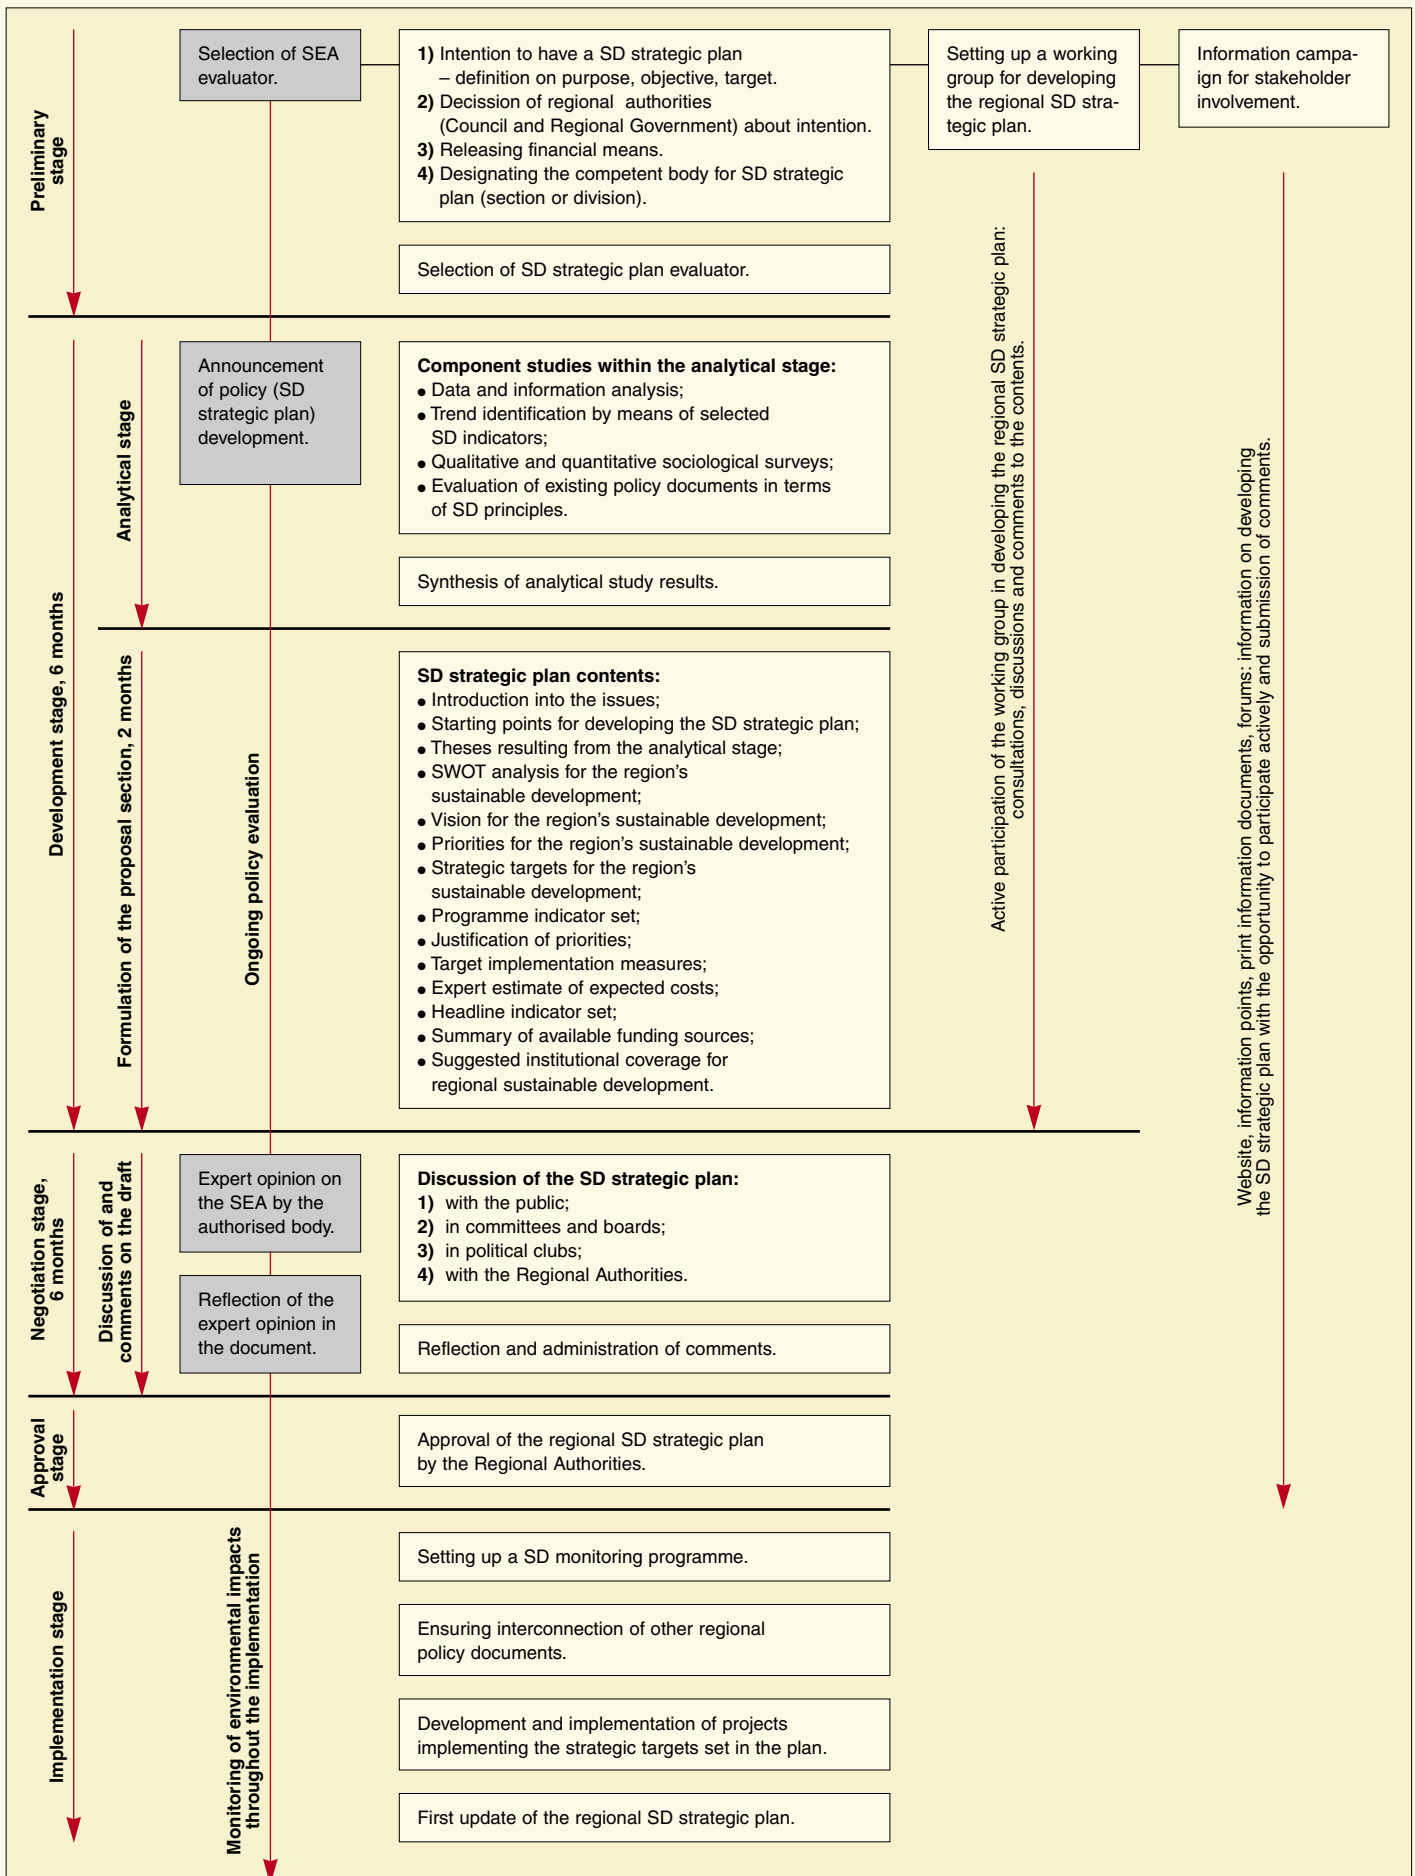 Preliminary
stage
Selection of SEA
evaluator.
1) Intention to have a SD strategic plan
– definition on purpose, objective, target.
2) Decission of regional authorities
(Council and Regional Government) about intention.
3) Releasing financial means.
4) Designating the competent body for SD strategic
plan (section or division).
Setting up a working
group for developing
the regional SD stra-
tegic plan.
Information campa-
ign for stakeholder
involvement.
Selection of SD strategic plan evaluator.
Development stage, 6 months
Analytical stage
Announcement
of policy (SD
strategic plan)
development.
Component studies within the analytical stage:
● Data and information analysis;
● Trend identification by means of selected
SD indicators;
● Qualitative and quantitative sociological surveys;
● Evaluation of existing policy documents in terms
of SD principles.
Synthesis of analytical study results.
Active participation of the working group in developing the regional SD strategic plan:
consultations, discussions and comments to the contents.
Website, information points, print information documents, forums: information on developing
the SD strategic plan with the opportunity to participate actively and submission of comments.
Formulation of the proposal section, 2 months
Ongoing policy evaluation
SD strategic plan contents:
● Introduction into the issues;
● Starting points for developing the SD strategic plan;
● Theses resulting from the analytical stage;
● SWOT analysis for the region's
sustainable development;
● Vision for the region's sustainable development;
● Priorities for the region's sustainable development;
● Strategic targets for the region's
sustainable development;
● Programme indicator set;
● Justification of priorities;
● Target implementation measures;
● Expert estimate of expected costs;
● Headline indicator set;
● Summary of available funding sources;
● Suggested institutional coverage for
regional sustainable development.
Negotiation stage,
6 months
Discussion of and
comments on the draft
Expert opinion on
the SEA by the
authorised body.
Reflection of the
expert opinion in
the document.
Discussion of the SD strategic plan:
1) with the public;
2) in committees and boards;
3) in political clubs;
4) with the Regional Authorities.
Reflection and administration of comments.
Approval
stage
Approval of the regional SD strategic plan
by the Regional Authorities.
Implementation stage
Monitoring of environmental impacts
throughout the implementation
Setting up a SD monitoring programme.
Ensuring interconnection of other regional
policy documents.
Development and implementation of projects
implementing the strategic targets set in the plan.
First update of the regional SD strategic plan.